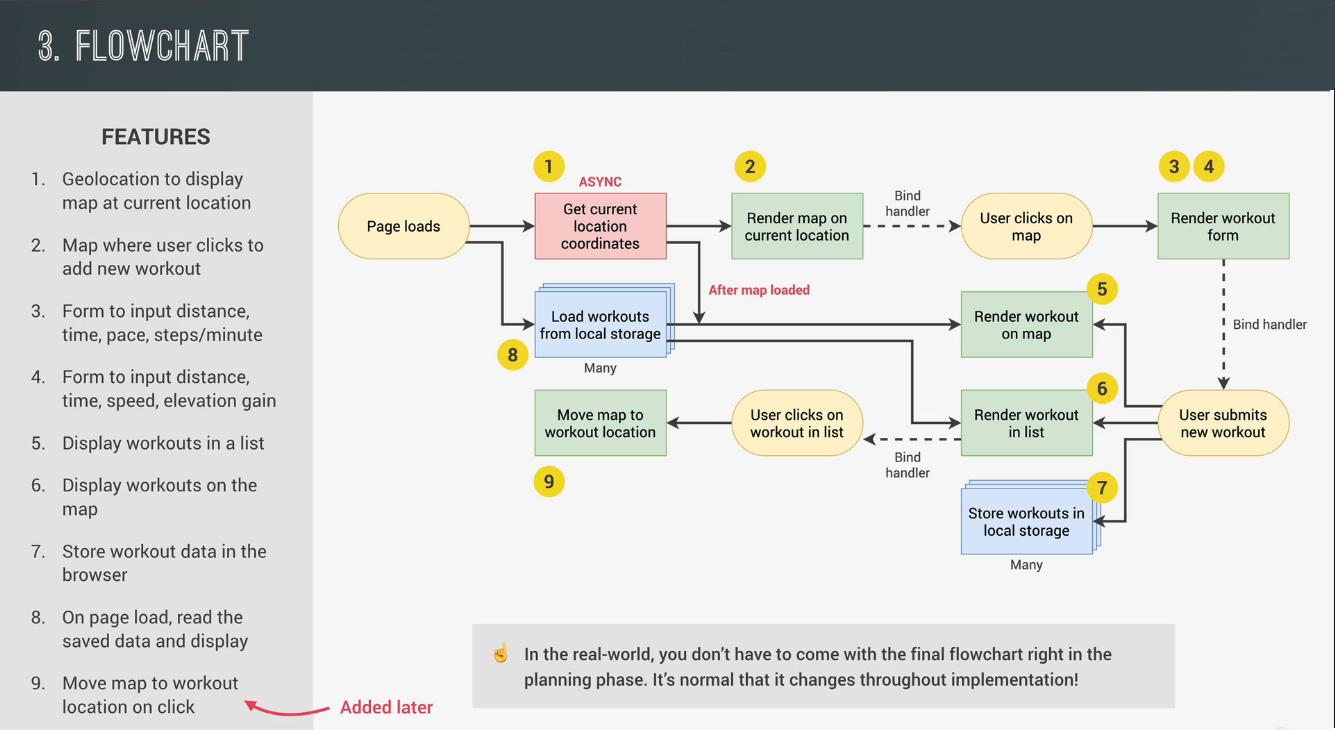 3. FLOWCHART
FEATURES
1. Geolocation to display
map at current location
2. Map where user clicks to
add new workout
3. Form to input distance,
time, pace, steps/minute
4. Form to input distance,
time, speed, elevation gain
5. Display workouts in a list
6. Display workouts on the
map
7. Store workout data in the
browser
8. On page load, read the
saved data and display
9. Move map to workout
location on click
Added later
1
2
3
4
ASYNC
Page loads
Get current
location
coordinates
Render map on
current location
Bind
handler
User clicks on
map
Render workout
form
After map loaded
5
Load workouts
from local storage
Render workout
on map
Bind handler
8
Many
6
Move map to
workout location
User clicks on
workout in list
Render workout
in list
User submits
new workout
Bind
handler
9
7
Store workouts in
local storage
Many
☝ In the real-world, you don’t have to come with the final flowchart right in the
planning phase. It’s normal that it changes throughout implementation!